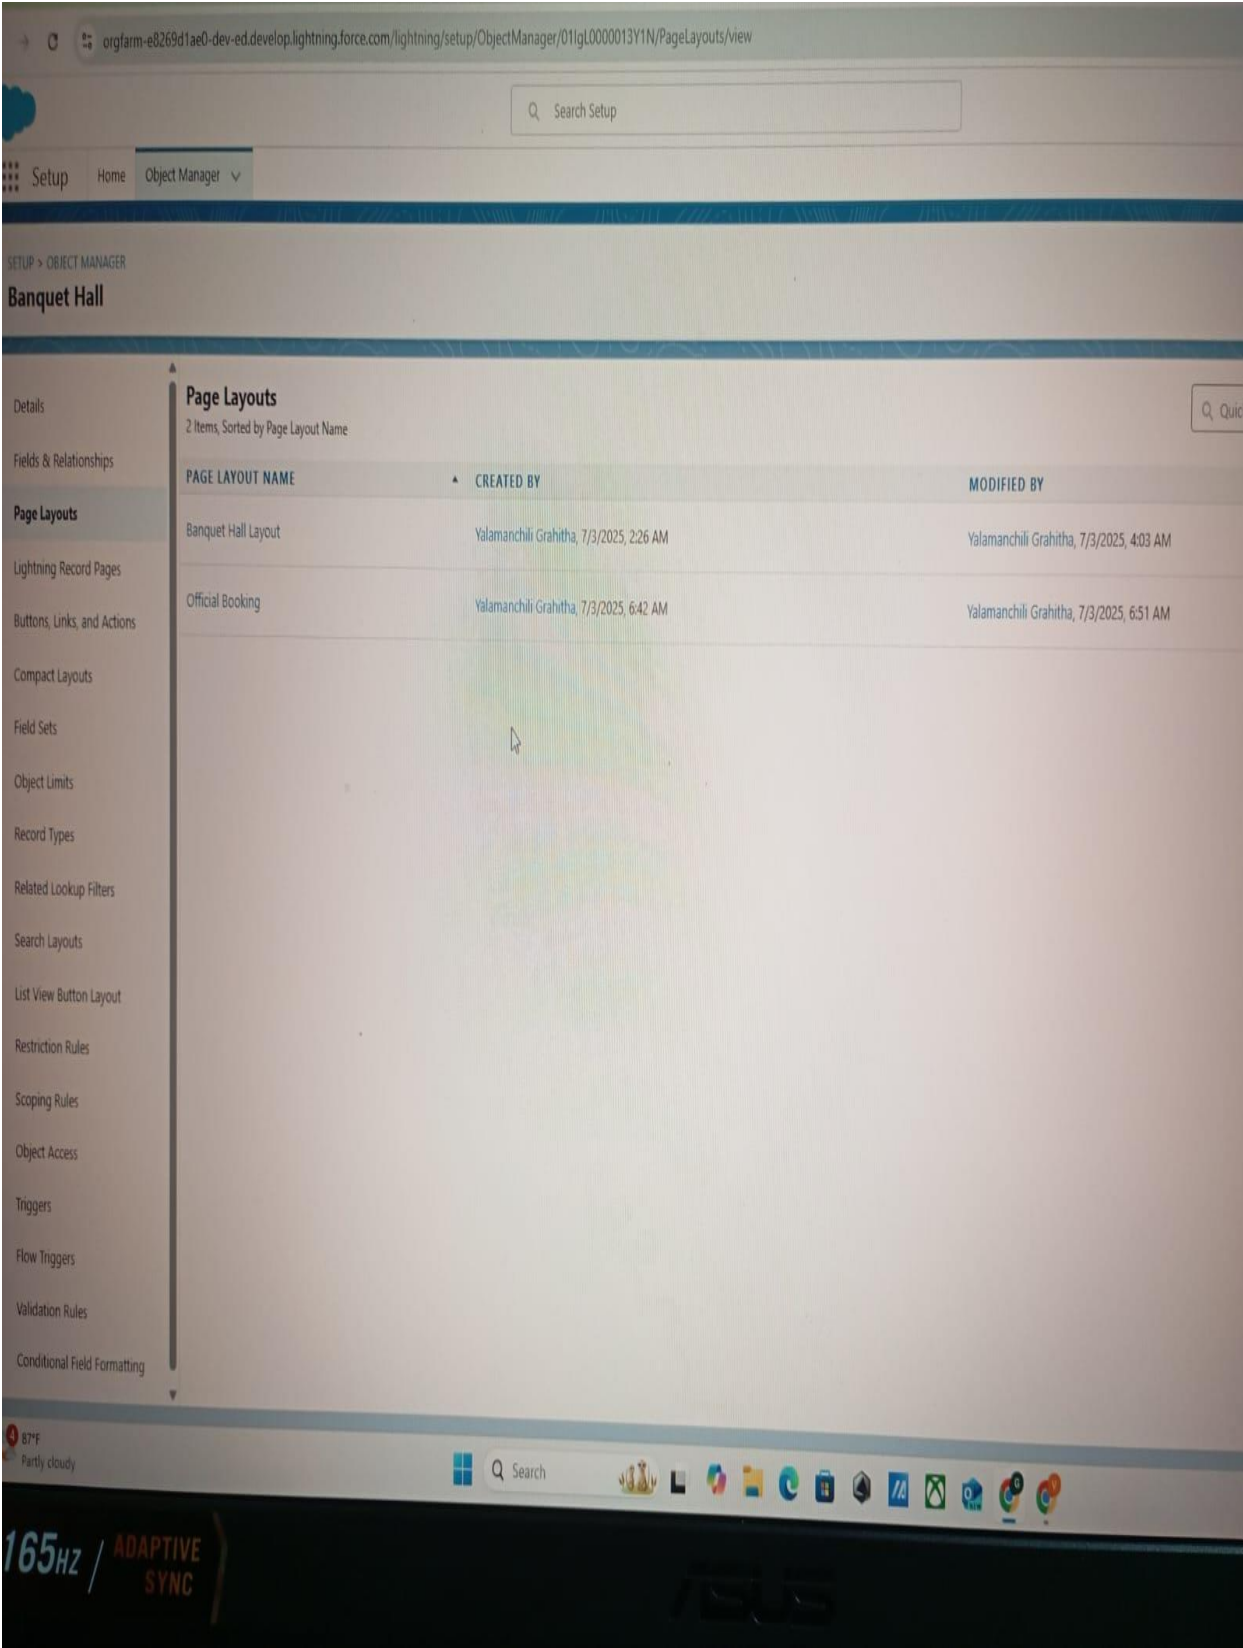 orgfarm-e8269d1ae0-dev-ed.develop.lightning.force.com/lightning/setup/ObjectManager/01IgL0000013Y1N/PageLayouts/view
Search Setup
Setup Home Object Manager
SETUP > OBJECT MANAGER
Banquet Hall
Details
Fields & Relationships
Page Layouts
Lightning Record Pages
Buttons, Links, and Actions
Compact Layouts
Field Sets
Object Limits
Record Types
Related Lookup Filters
Search Layouts
List View Button Layout
Restriction Rules
Scoping Rules
Object Access
Triggers
Flow Triggers
Validation Rules
Conditional Field Formatting
Page Layouts
2 Items, Sorted by Page Layout Name
Quic
PAGE LAYOUT NAME CREATED BY MODIFIED BY
Banquet Hall Layout Yalamanchili Grahitha, 7/3/2025, 2:26 AM Yalamanchili Grahitha, 7/3/2025, 4:03 AM
Official Booking Yalamanchili Grahitha, 7/3/2025, 6:42 AM Yalamanchili Grahitha, 7/3/2025, 6:51 AM
4 87°F
Partly cloudy
Search
165HZ / ADAPTIVE
SYNC
ASUS